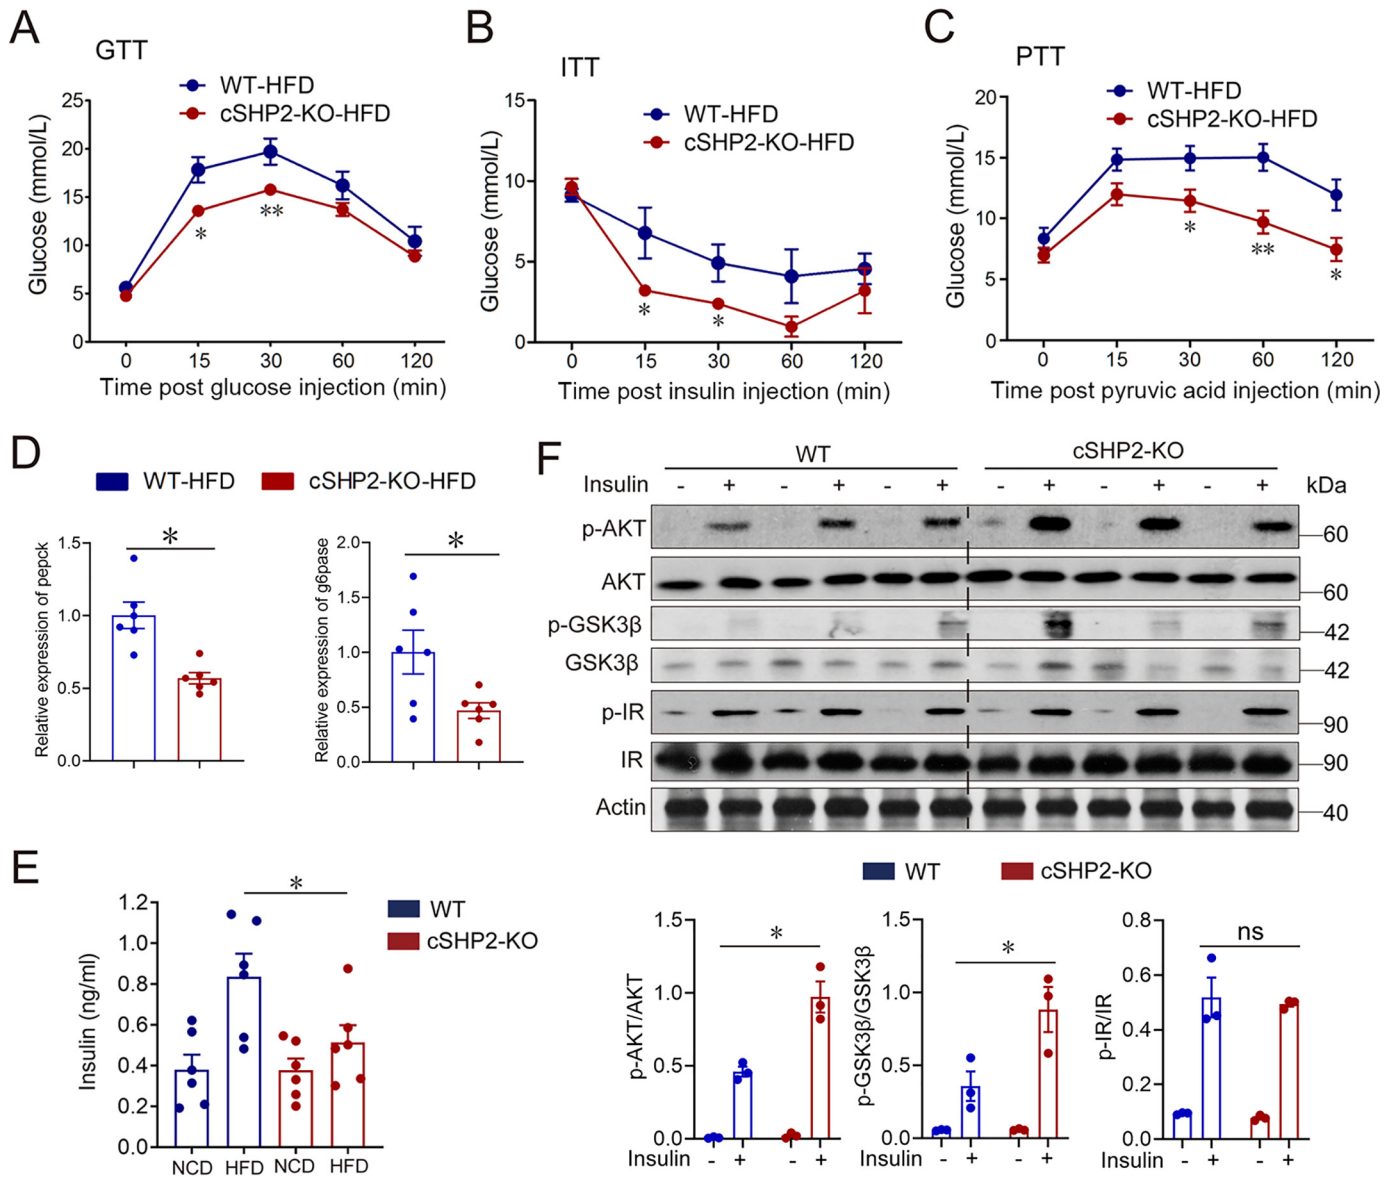 A
GTT
WT-HFD
cSHP2-KO-HFD
Glucose (mmol/L)
25
20
15
10
5
0
0 15 30 60 120
* **
Time post glucose injection (min)
B
ITT
WT-HFD
cSHP2-KO-HFD
Glucose (mmol/L)
15
10
5
0
0 15 30 60 120
* *
Time post insulin injection (min)
C
PTT
WT-HFD
cSHP2-KO-HFD
Glucose (mmol/L)
20
15
10
5
0
0 15 30 60 120
* ** *
Time post pyruvic acid injection (min)
D
WT-HFD cSHP2-KO-HFD
Relative expression of pepck
1.5
1.0
0.5
0.0
*
Relative expression of g6pase
2.0
1.5
1.0
0.5
0.0
*
E
WT
cSHP2-KO
Insulin (ng/ml)
1.2
1.0
0.8
0.6
0.4
0.2
0.0
*
NCD HFD NCD HFD
F
WT cSHP2-KO
Insulin - + - + - + - + - + - + kDa
p-AKT 60
AKT 60
p-GSK3β 42
GSK3β 42
p-IR 90
IR 90
Actin 40
WT cSHP2-KO
p-AKT/AKT
1.5
1.0
0.5
0.0
*
Insulin - + - +
p-GSK3β/GSK3β
1.5
1.0
0.5
0.0
*
Insulin - + - +
p-IR/IR
0.8
0.6
0.4
0.2
0.0
ns
Insulin - + - +